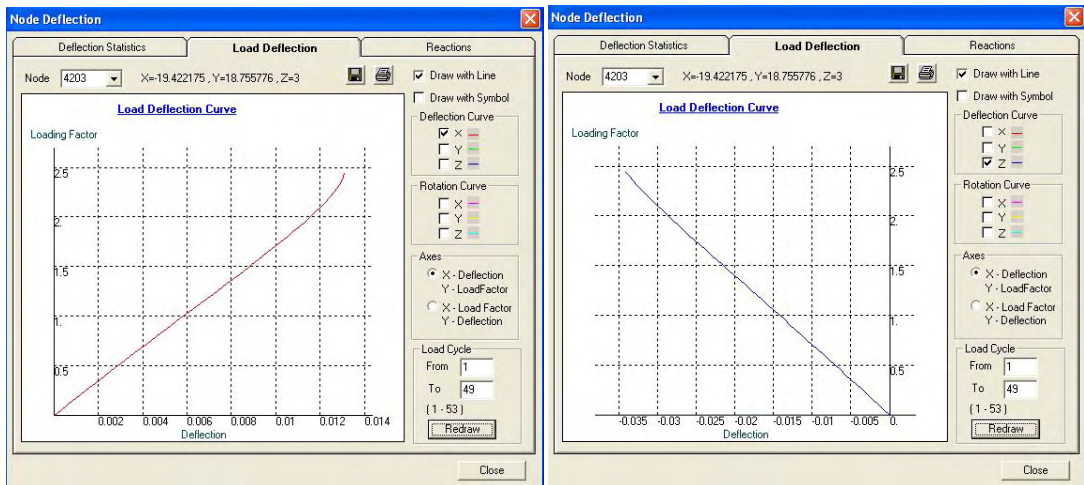 Node Deflection
Deflection Statistics Load Deflection Reactions
Node 4203 X=-19.422175 , Y=18.755776 , Z=3
Draw with Line
Draw with Symbol
Load Deflection Curve
Loading Factor
2.5
2.
1.5
1.
0.5
0.002 0.004 0.006 0.008 0.01 0.012 0.014
Deflection
Deflection Curve
X
Y
Z
Rotation Curve
X
Y
Z
Axes
X - Deflection
Y - LoadFactor
X - Load Factor
Y - Deflection
Load Cycle
From 1
To 49
( 1 - 53 )
Redraw
Close
Node Deflection
Deflection Statistics Load Deflection Reactions
Node 4203 X=-19.422175 , Y=18.755776 , Z=3
Draw with Line
Draw with Symbol
Load Deflection Curve
Loading Factor
2.5
2.
1.5
1.
0.5
-0.035 -0.03 -0.025 -0.02 -0.015 -0.01 -0.005 0.
Deflection
Deflection Curve
X
Y
Z
Rotation Curve
X
Y
Z
Axes
X - Deflection
Y - LoadFactor
X - Load Factor
Y - Deflection
Load Cycle
From 1
To 49
( 1 - 53 )
Redraw
Close